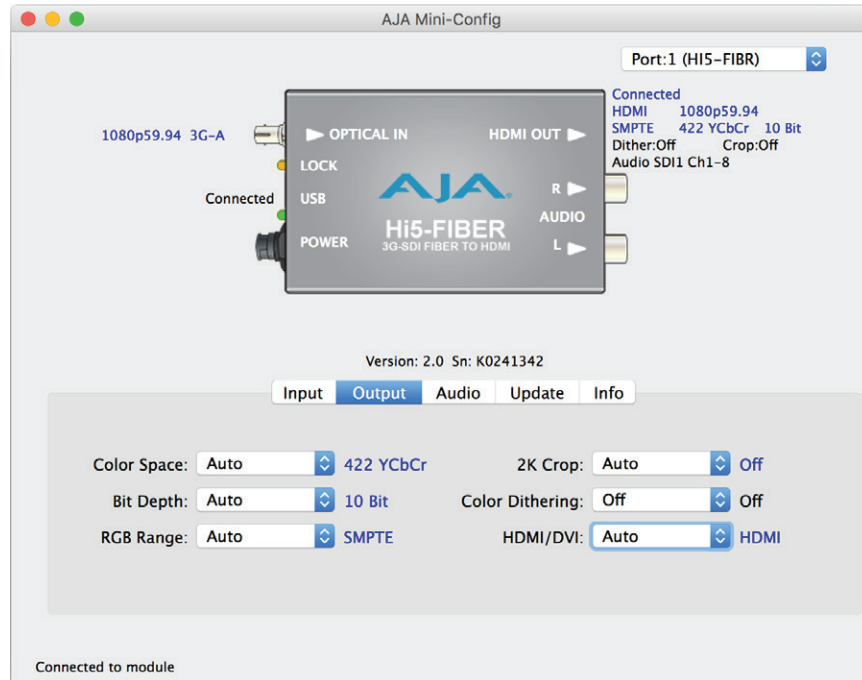 AJA Mini-Config
Port:1 (HI5-FIBR)
Connected
HDMI 1080p59.94
SMPTE 422 YCbCr 10 Bit
Dither:Off Crop:Off
Audio SDI1 Ch1-8
1080p59.94 3G-A
OPTICAL IN HDMI OUT
LOCK
Connected USB
AJA
R
AUDIO
POWER Hi5-FIBER
3G-SDI FIBER TO HDMI
L
Version: 2.0 Sn: K0241342
Input Output Audio Update Info
Color Space: Auto 422 YCbCr 2K Crop: Auto Off
Bit Depth: Auto 10 Bit Color Dithering: Off Off
RGB Range: Auto SMPTE HDMI/DVI: Auto HDMI
Connected to module